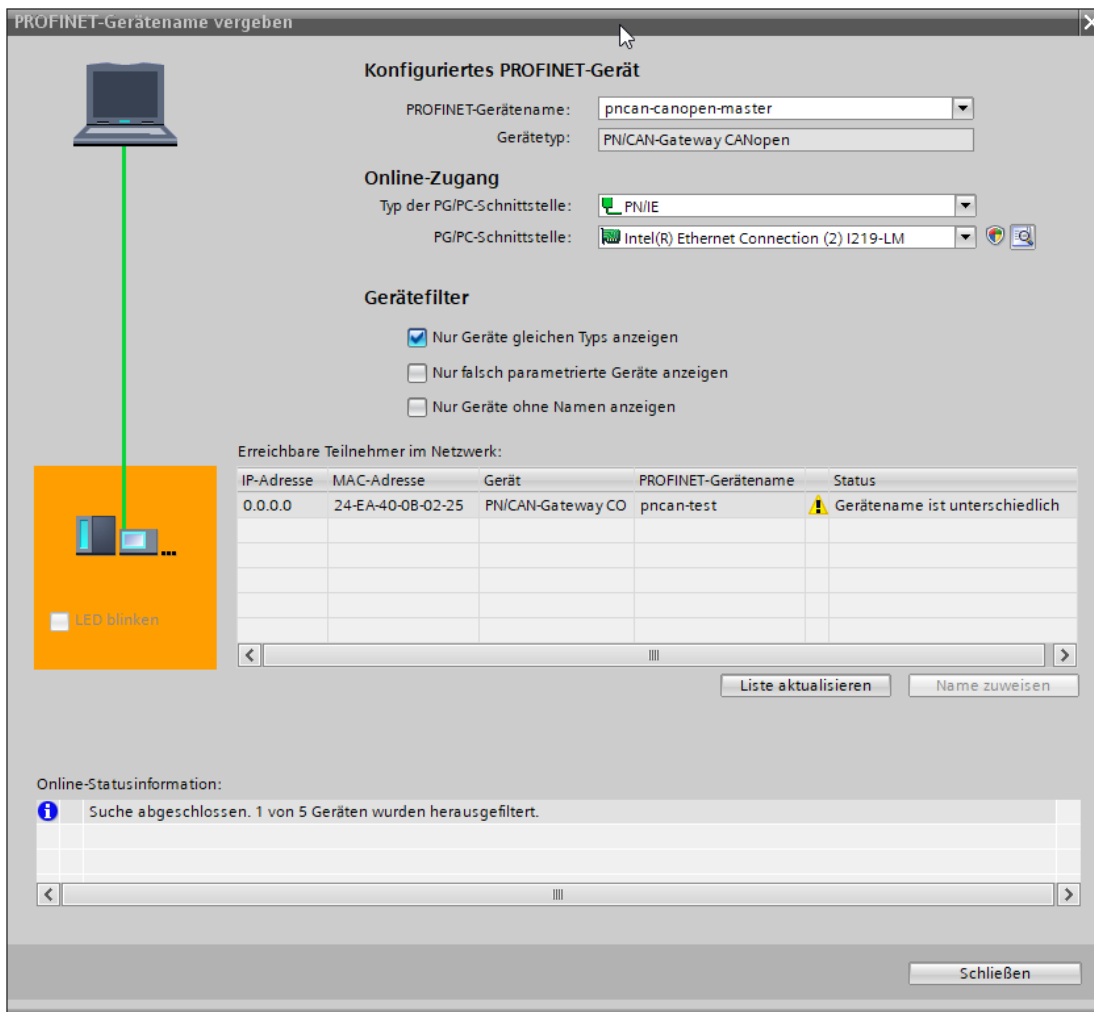 PROFINET-Gerätename vergeben
Konfiguriertes PROFINET-Gerät
PROFINET-Gerätename: pncan-canopen-master
Gerätetyp: PN/CAN-Gateway CANopen
Online-Zugang
Typ der PG/PC-Schnittstelle: PN/IE
PG/PC-Schnittstelle: Intel(R) Ethernet Connection (2) I219-LM
Gerätefilter
Nur Geräte gleichen Typs anzeigen
Nur falsch parametrierte Geräte anzeigen
Nur Geräte ohne Namen anzeigen
Erreichbare Teilnehmer im Netzwerk:
IP-Adresse MAC-Adresse Gerät PROFINET-Gerätename Status
0.0.0.0 24-EA-40-0B-02-25 PN/CAN-Gateway CO pncan-test Gerätename ist unterschiedlich
LED blinken
Liste aktualisieren Name zuweisen
Online-Statusinformation:
Suche abgeschlossen. 1 von 5 Geräten wurden herausgefiltert.
Schließen